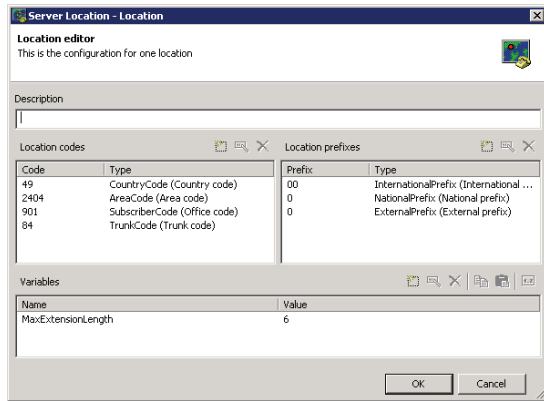 Server Location - Location
Location editor
This is the configuration for one location
Description
Location codes
Code Type
49 CountryCode (Country code)
2404 AreaCode (Area code)
901 SubscriberCode (Office code)
84 TrunkCode (Trunk code)
Location prefixes
Prefix Type
00 InternationalPrefix (International ...
0 NationalPrefix (National prefix)
0 ExternalPrefix (External prefix)
Variables
Name Value
MaxExtensionLength 6
OK Cancel